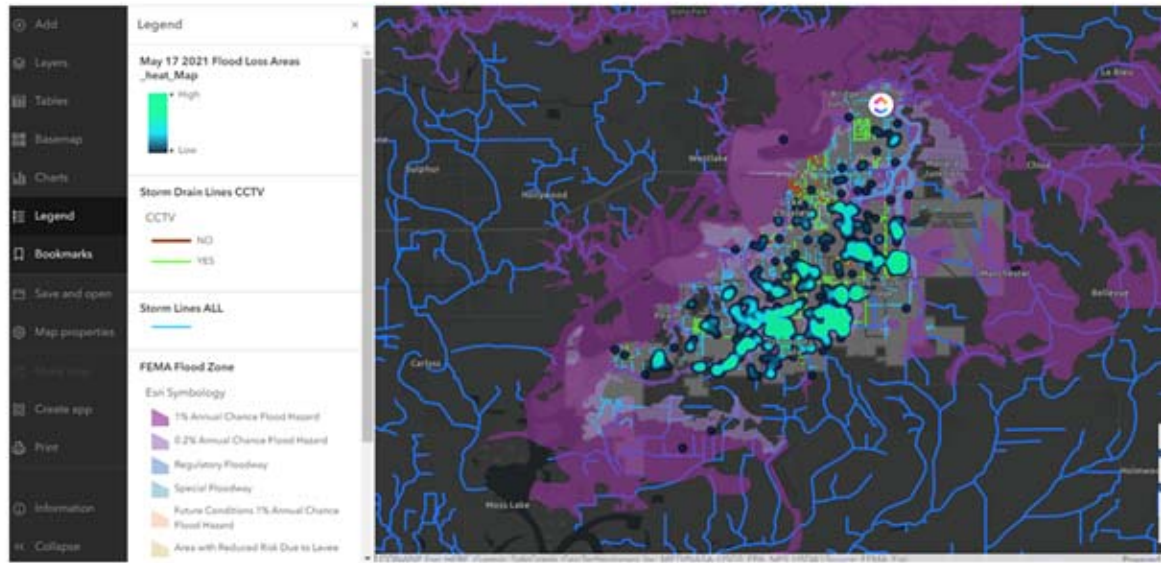 Add
Layers
Tables
Basemap
Charts
Legend
Bookmarks
Save and open
Map properties
Create app
Print
Information
Collapse
Legend
May 17 2021 Flood Loss Areas
_heat_Map
High
Low
Storm Drain Lines CCTV
CCTV
NO
YES
Storm Lines ALL
FEMA Flood Zone
Esri Symbology
1% Annual Chance Flood Hazard
0.2% Annual Chance Flood Hazard
Regulatory Floodway
Special Floodway
Future Conditions 1% Annual Chance
Flood Hazard
Area with Reduced Risk Due to Levee
Le Bleu
Westlake
Sulphur
Hollywood
Manchester
Bellevue
Carlyss
Moss Lake